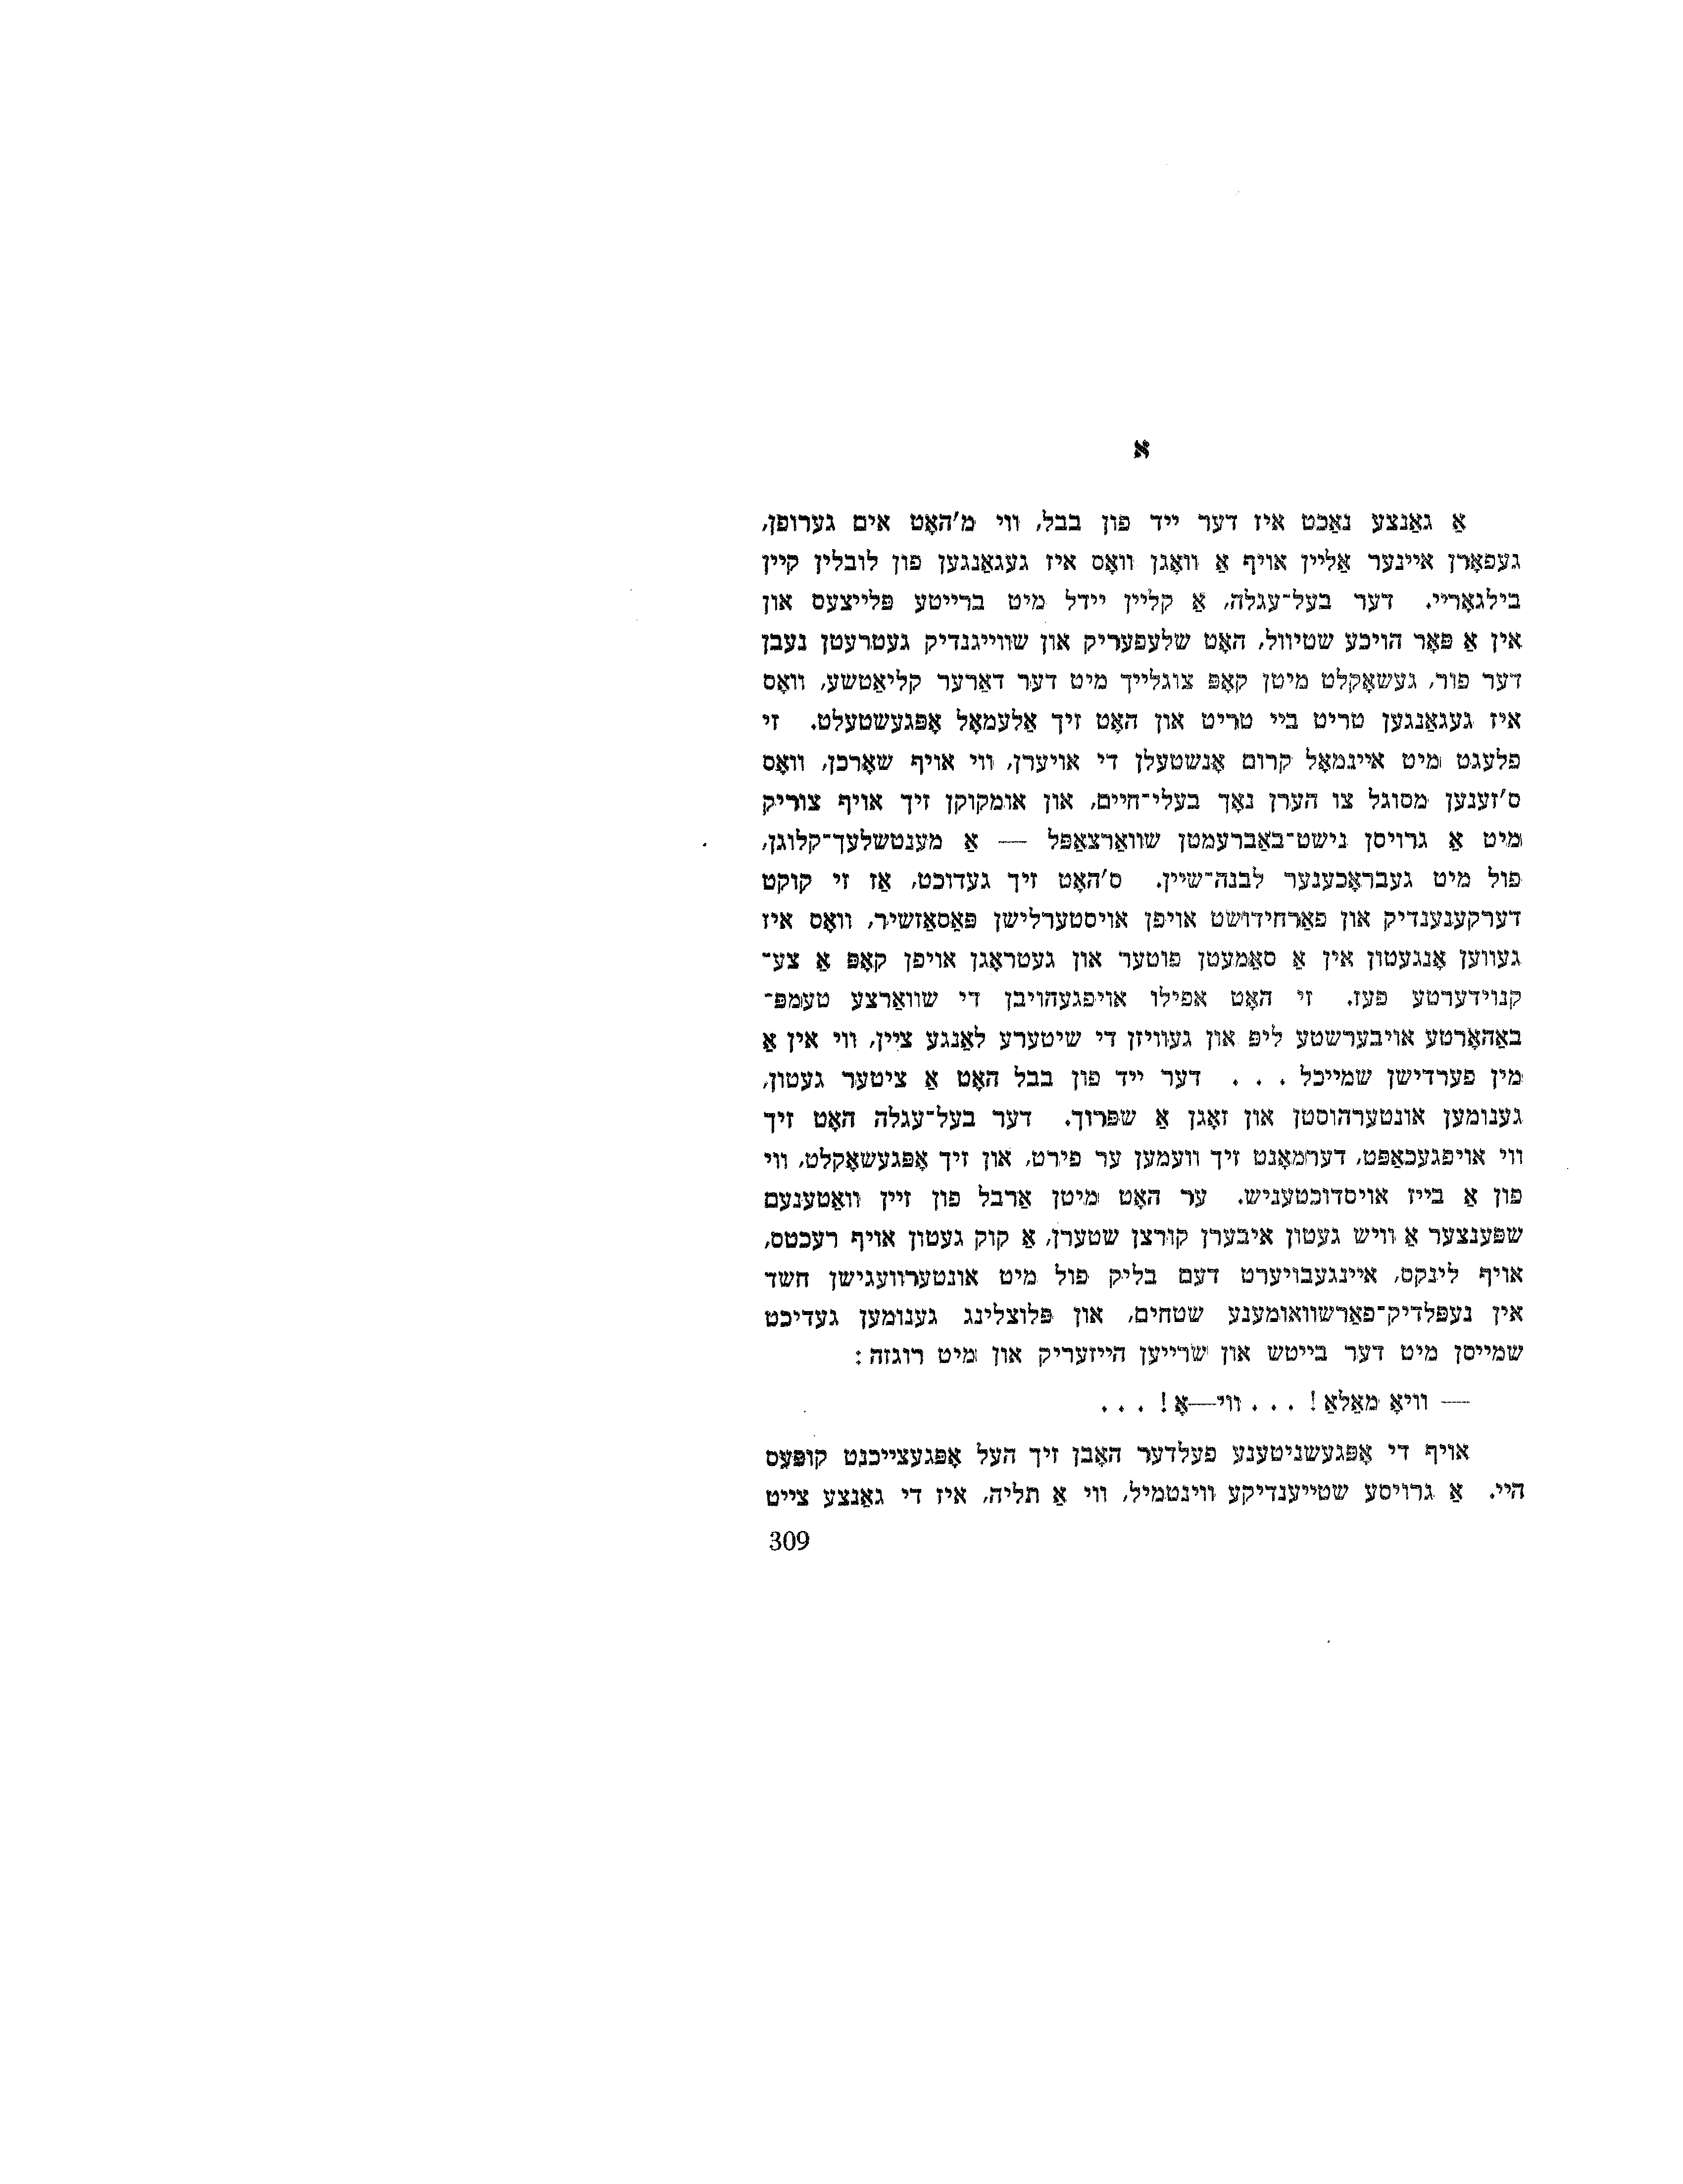 א
אַ גאַנצע נאַכט איז דער ייד פון בבל, ווי מ'האָט אים גערופן,
געפאָרן איינער אַליין אויף אַ וואָגן וואָס איז געגאַנגען פון לובלין קיין
בילגאָריי. דער בעל־עגלה, אַ קליין יידל מיט ברייטע פּלייצעס און
אין אַ פּאָר הויכע שטיוול, האָט שלעפעריק און שווייגנדיק געטרעטן נעבן
דער פור, געשאָקלט מיטן קאָפּ צוגלייך מיט דער דאַרער קליאַטשע, וואָס
איז געגאַנגען טריט ביי טריט און האָט זיך אַלעמאָל אָפּגעשטעלט. זי
פלעגט מיט איינמאָל קרום אָנשטעלן די אויערן, ווי אויף שאָרכן, וואָס
ס'זענען מסוגל צו הערן נאָך בעלי־חיים, און אומקוקן זיך אויף צוריק
מיט אַ גרויסן נישט־באַברעמטן שוואַרצאַפּל — אַ מענטשלעך־קלוגן,
פול מיט געבראָכענער לבנה־שיין. ס'האָט זיך געדוכט, אַז זי קוקט
דערקענענדיק און פאַרחידושט אויפן אויסטערלישן פּאַסאַזשיר, וואָס איז
געווען אָנגעטון אין אַ סאַמעטן פוטער און געטראָגן אויפן קאָפּ אַ צע־
קנוידערטע פעז. זי האָט אפילו אויפגעהויבן די שוואַרצע טעמפּ־
באַהאָרטע אויבערשטע ליפּ און געוויזן די שיטערע לאַנגע ציין, ווי אין אַ
מין פערדישן שמייכל . . . דער ייד פון בבל האָט אַ ציטער געטון,
גענומען אונטערהוסטן און זאָגן אַ שפּרוך. דער בעל־עגלה האָט זיך
ווי אויפגעכאַפּט, דערמאָנט זיך וועמען ער פירט, און זיך אָפּגעשאָקלט, ווי
פון אַ בייז אויסדוכטעניש. ער האָט מיטן אַרבל פון זיין וואַטענעם
שפּענצער אַ וויש געטון איבערן קורצן שטערן, אַ קוק געטון אויף רעכטס,
אויף לינקס, איינגעבויערט דעם בליק פול מיט אונטערוועגישן חשד
אין נעפּלדיק־פאַרשוואומענע שטחים, און פּלוצלינג גענומען געדיכט
שמייסן מיט דער בייטש און שרייען הייזעריק און מיט רוגזה:
— וויאָ מאַלאַ! . . . ווי—אָ! . . .
אויף די אָפּגעשניטענע פעלדער האָבן זיך העל אָפּגעצייכנט קופּעס
היי. אַ גרויסע שטייענדיקע ווינטמיל, ווי אַ תליה, איז די גאַנצע צייט
309